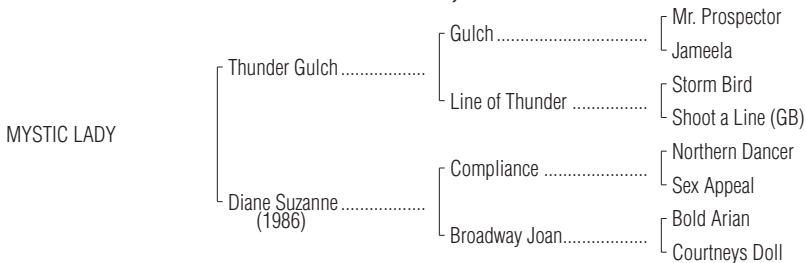 Mr. Prospector
Gulch ................................
Jameela
Thunder Gulch ..................
Storm Bird
Line of Thunder ................
Shoot a Line (GB)
MYSTIC LADY
Northern Dancer
Compliance ......................
Sex Appeal
Diane Suzanne ..................
(1986)
Bold Arian
Broadway Joan..................
Courtneys Doll